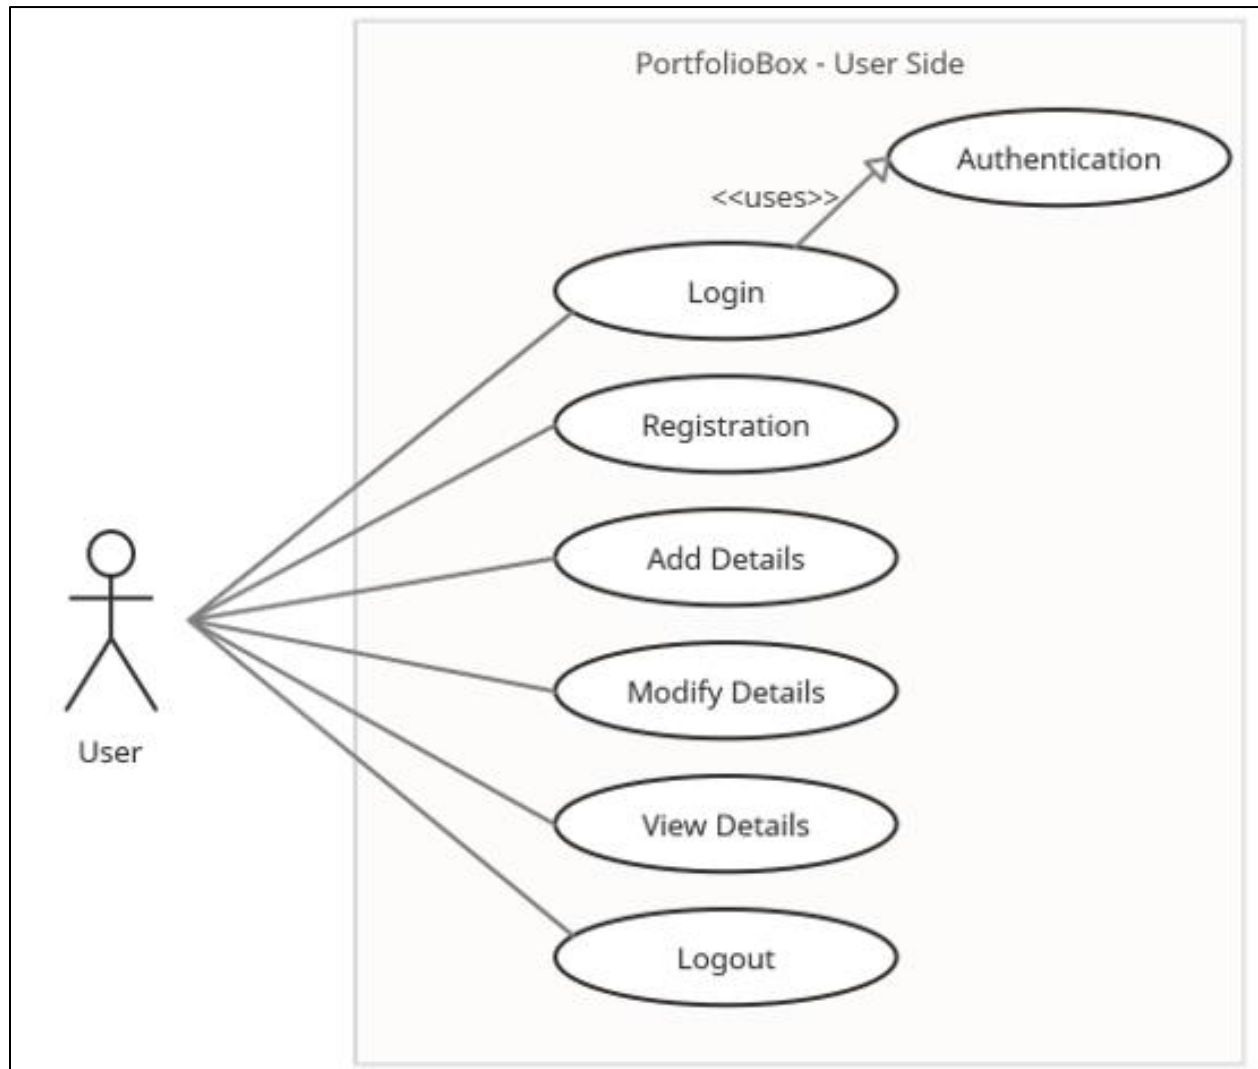 PortfolioBox - User Side
Authentication
<<uses>>
Login
Registration
Add Details
Modify Details
User
View Details
Logout